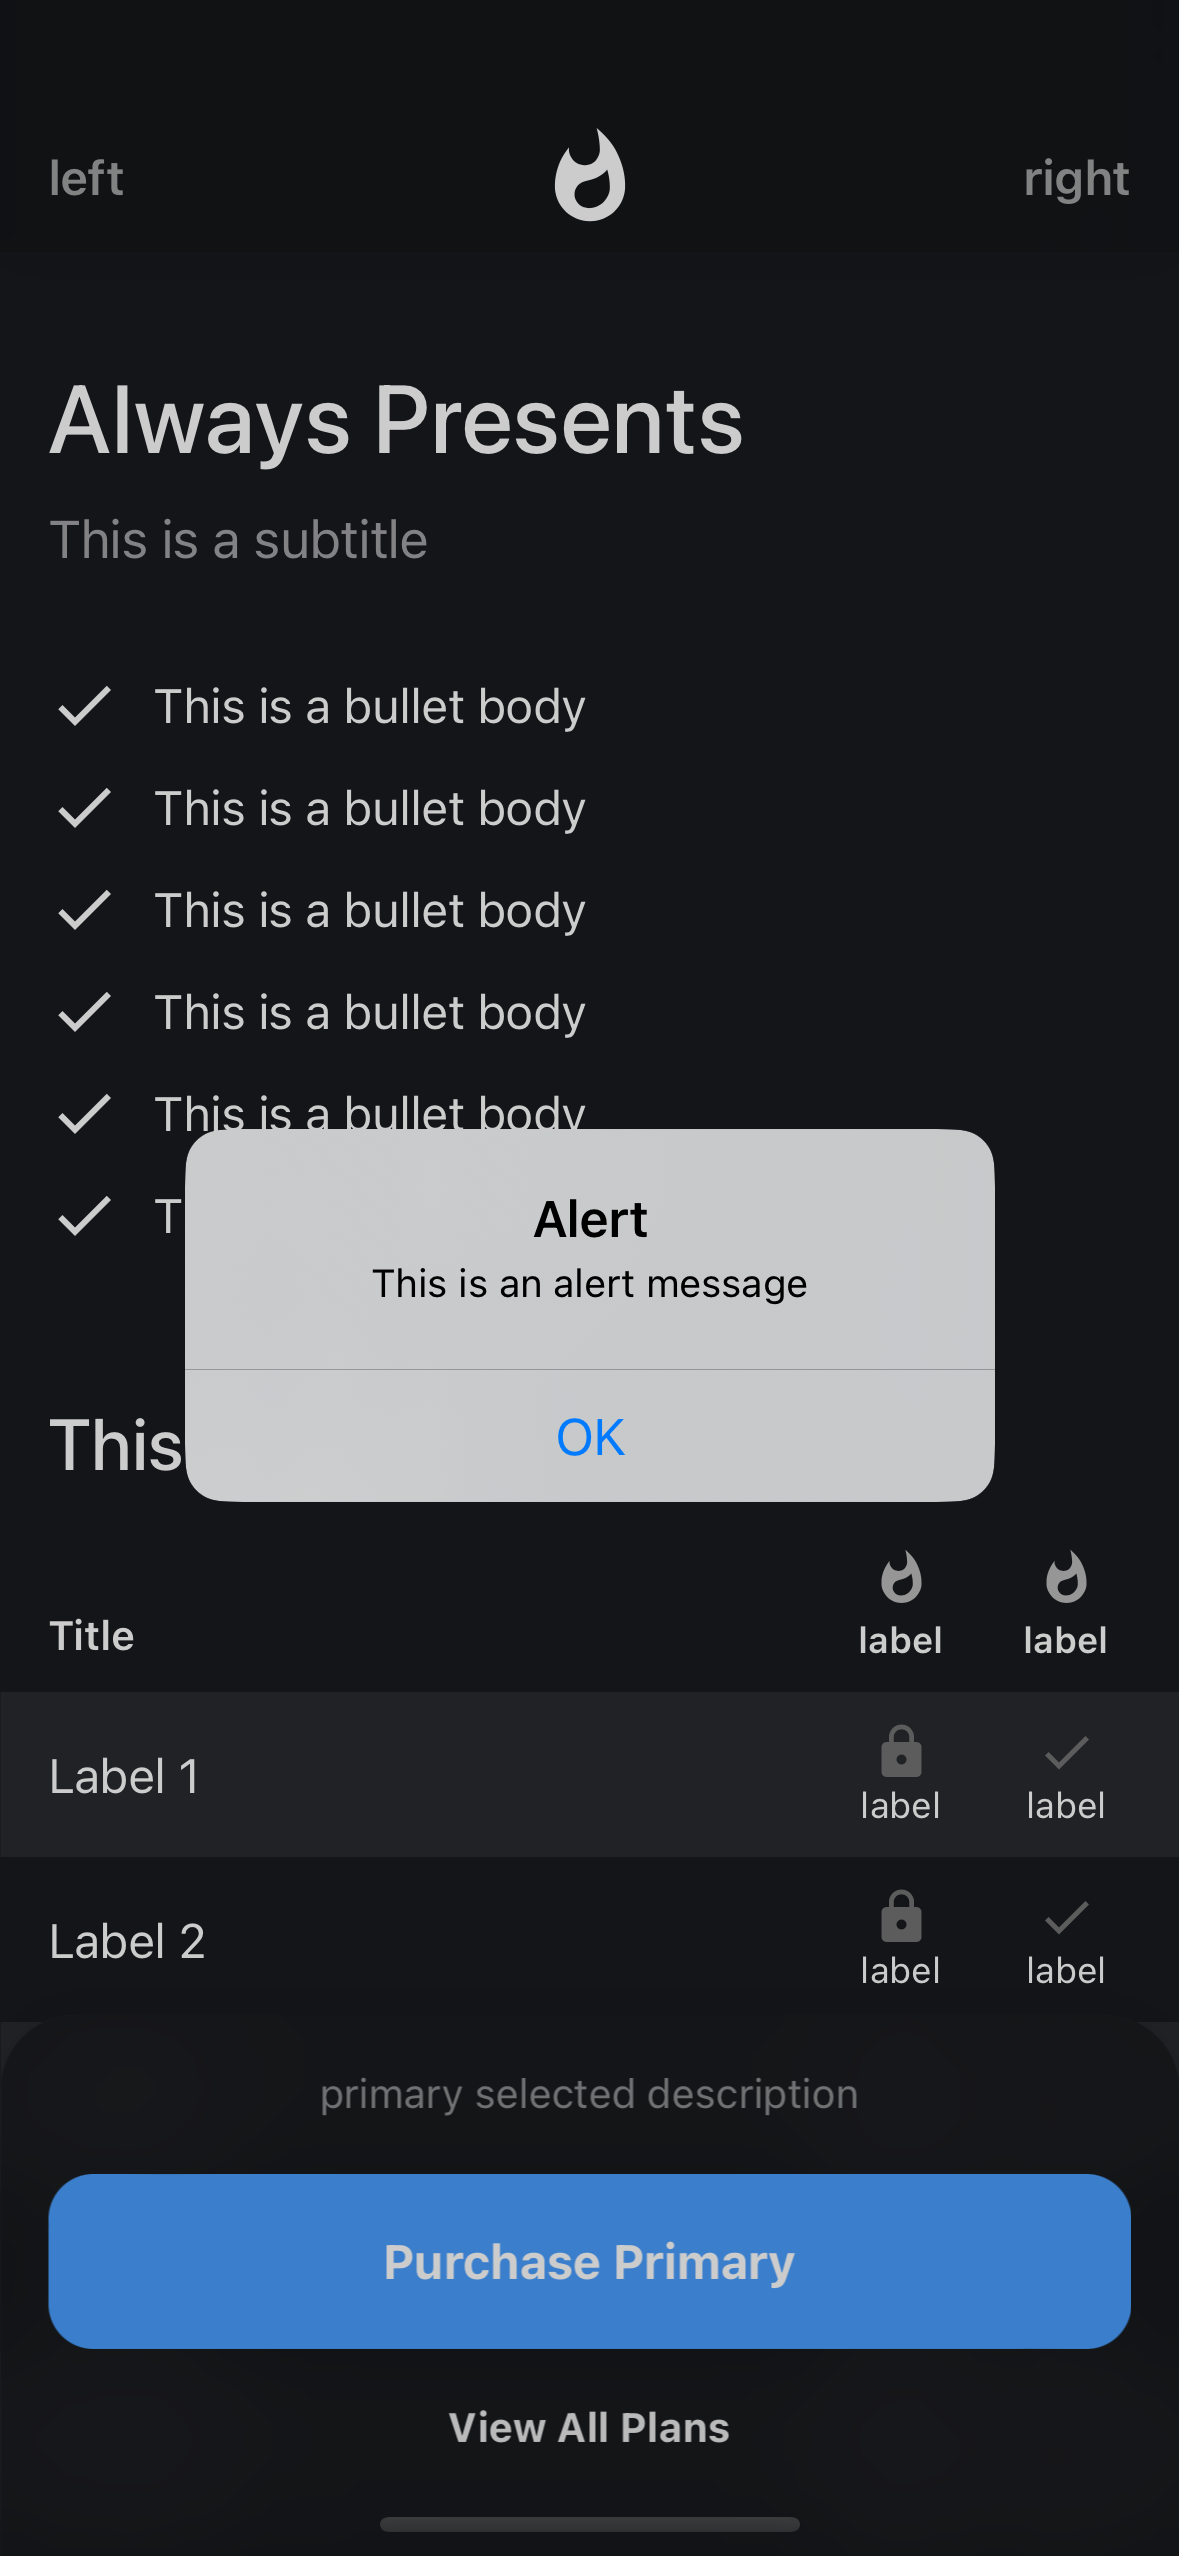 left
right
Always Presents
This is a subtitle
This is a bullet body
This is a bullet body
This is a bullet body
This is a bullet body
This is a bullet body
Alert
This is an alert message
OK
This
Title
label
label
Label 1
label
label
Label 2
label
label
primary selected description
Purchase Primary
View All Plans